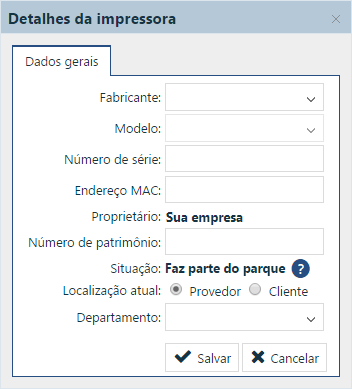 Detalhes da impressora
Dados gerais
Fabricante:
Modelo:
Número de série:
Endereço MAC:
Proprietário: Sua empresa
Número de patrimônio:
Situação: Faz parte do parque ?
Localização atual: Provedor Cliente
Departamento:
Salvar Cancelar